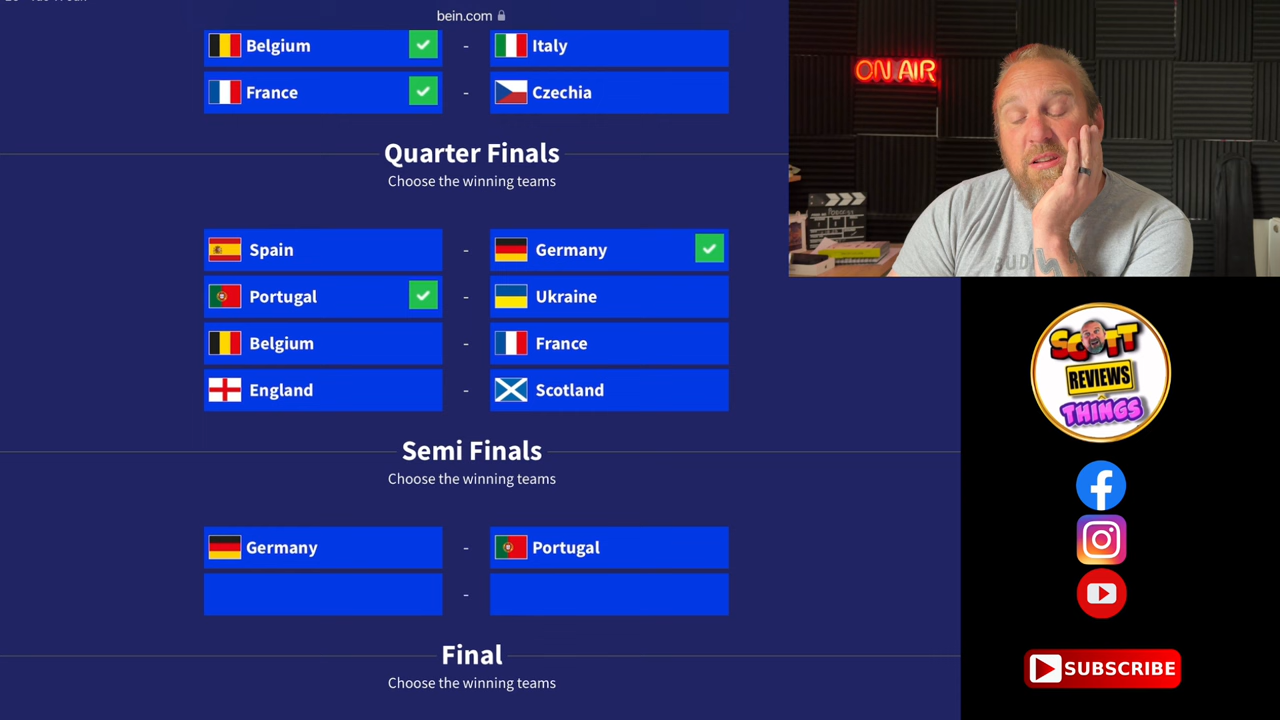 bein.com
Belgium - Italy
France - Czechia
Quarter Finals
Choose the winning teams
Spain - Germany
Portugal - Ukraine
Belgium - France
England - Scotland
Semi Finals
Choose the winning teams
Germany - Portugal
-
Final
Choose the winning teams
ON AIR
SCOTT
REVIEWS
THINGS
SUBSCRIBE